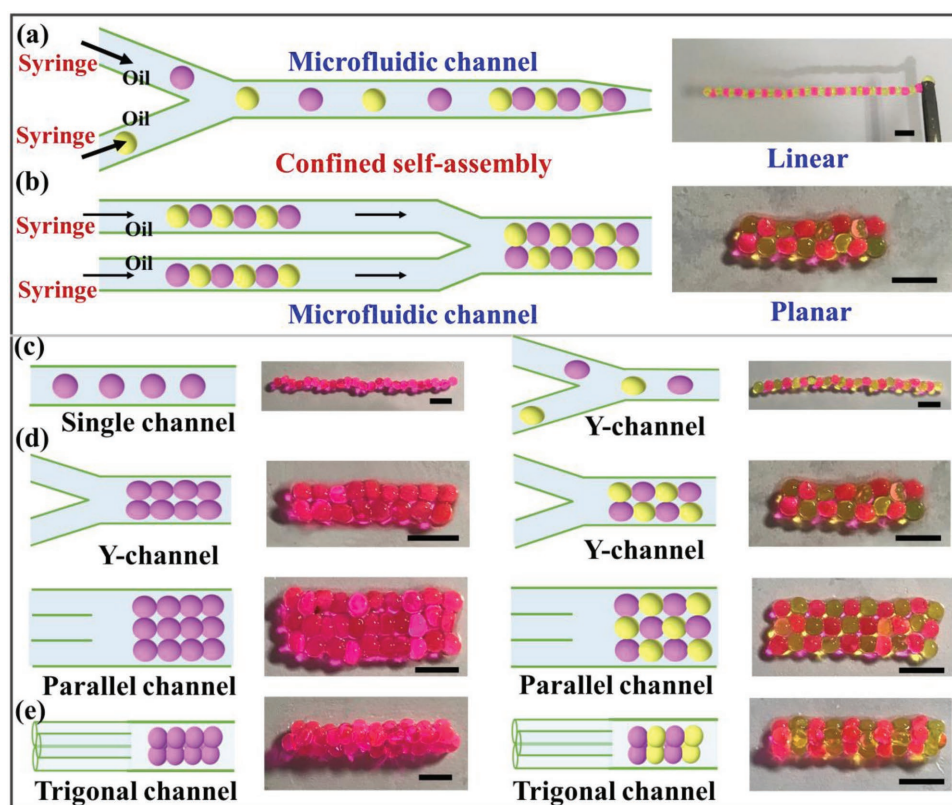 (a)
Syringe
Oil
Microfluidic channel
Oil
Syringe
Confined self-assembly
Linear
(b)
Syringe
Oil
Oil
Syringe
Microfluidic channel
Planar
(c)
Single channel
Y-channel
(d)
Y-channel
Y-channel
Parallel channel
Parallel channel
(e)
Trigonal channel
Trigonal channel